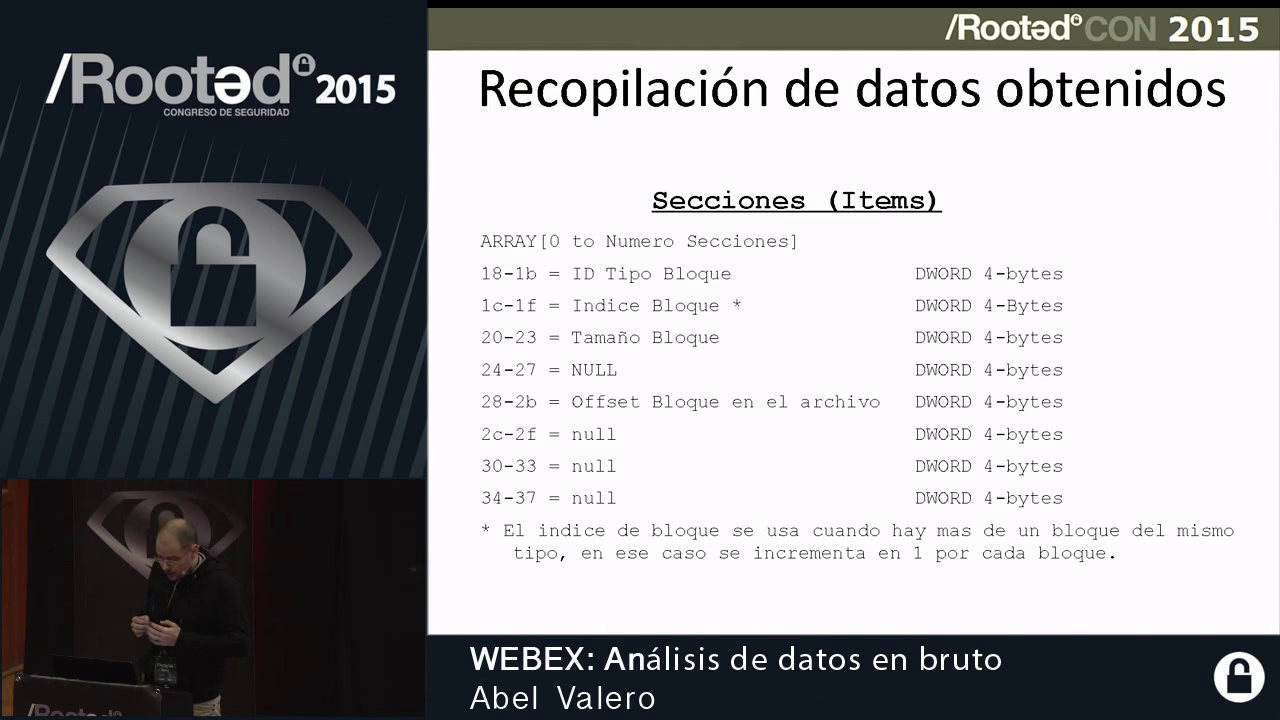 /RootedCON 2015
/Rooted 2015
CONGRESO DE SEGURIDAD
Recopilación de datos obtenidos
Secciones (Items)
ARRAY[0 to Numero Secciones]
18-1b = ID Tipo Bloque DWORD 4-bytes
1c-1f = Indice Bloque * DWORD 4-Bytes
20-23 = Tamaño Bloque DWORD 4-bytes
24-27 = NULL DWORD 4-bytes
28-2b = Offset Bloque en el archivo DWORD 4-bytes
2c-2f = null DWORD 4-bytes
30-33 = null DWORD 4-bytes
34-37 = null DWORD 4-bytes
* El indice de bloque se usa cuando hay mas de un bloque del mismo
tipo, en ese caso se incrementa en 1 por cada bloque.
WEBEX: Análisis de datos en bruto
Abel Valero
/Rooted